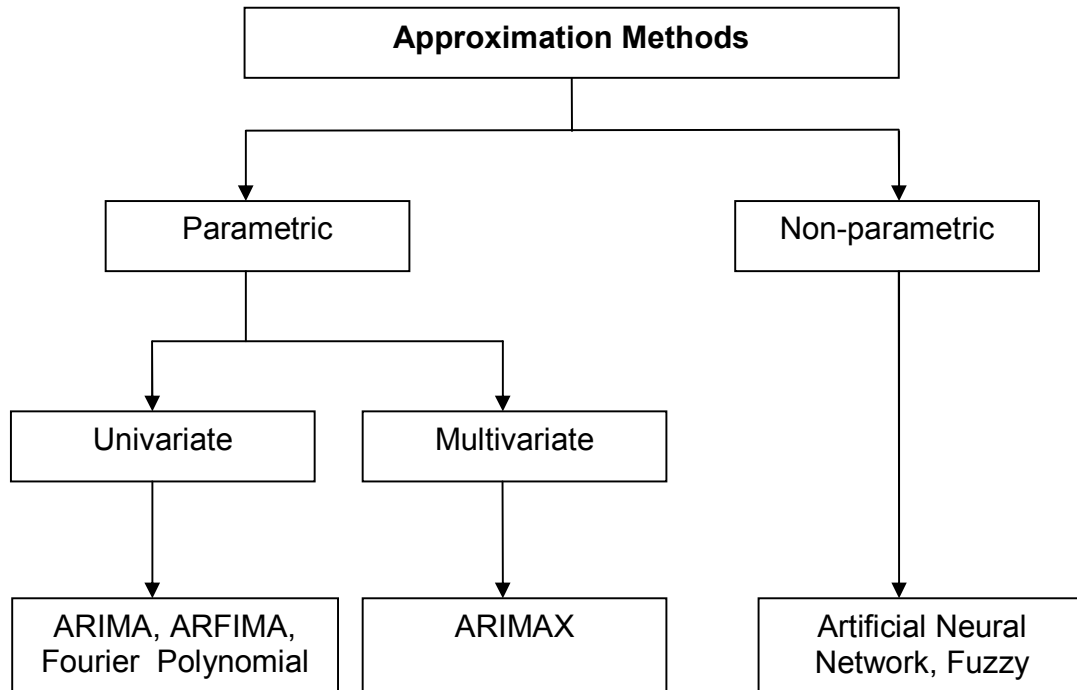 Approximation Methods
Parametric
Non-parametric
Univariate
Multivariate
ARIMA, ARFIMA,
Fourier Polynomial
ARIMAX
Artificial Neural
Network, Fuzzy